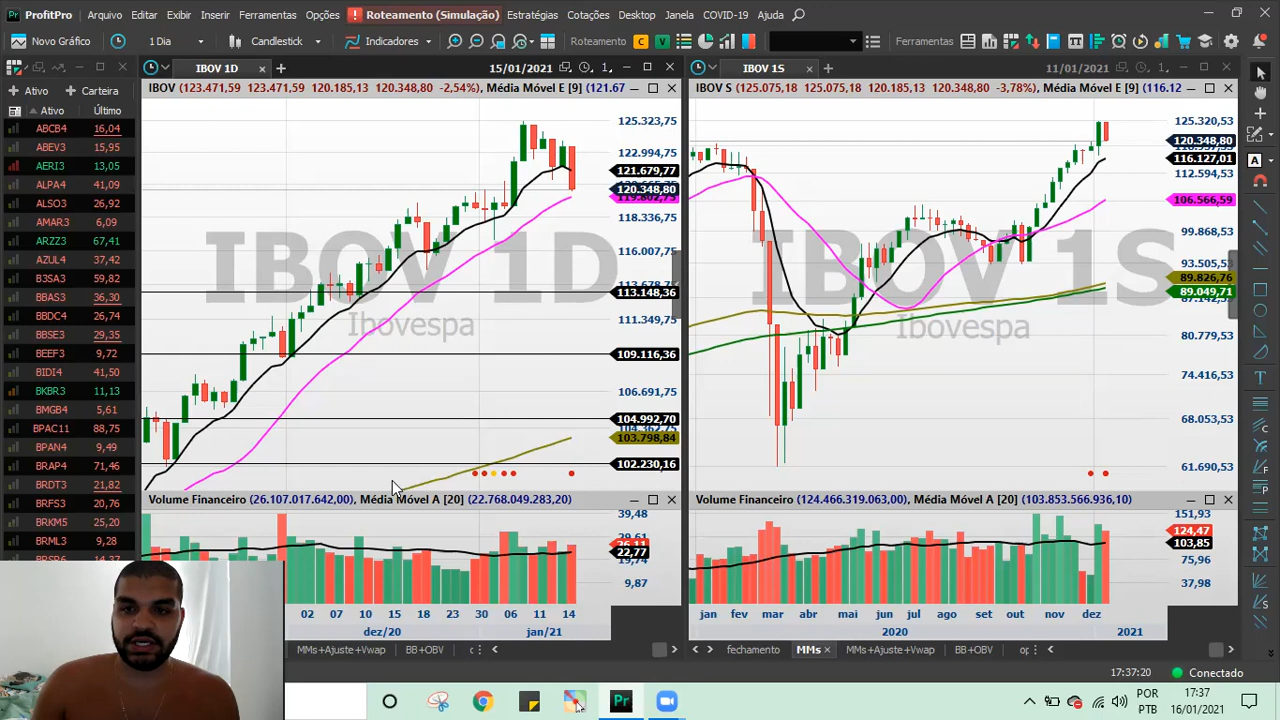 ProfitPro
Arquivo Editar Exibir Inserir Ferramentas Opções ! Roteamento (Simulação) Estratégias Cotações Desktop Janela COVID-19 Ajuda
Novo Gráfico 1 Dia Candlestick Indicadores Roteamento C V Ferramentas
IBOV 1D 15/01/2021 1
IBOV 1S 11/01/2021 1
Ativo Carteira
Ativo Último
ABCB4 16,04
ABEV3 15,95
AERI3 13,05
ALPA4 41,09
ALSO3 26,92
AMAR3 6,09
ARZZ3 67,41
AZUL4 37,42
B3SA3 59,82
BBAS3 36,30
BBDC4 26,74
BBSE3 29,35
BEEF3 9,72
BIDI4 41,50
BKBR3 11,13
BMGB4 5,61
BPAC11 88,75
BPAN4 9,49
BRAP4 71,46
BRDT3 21,82
BRFS3 20,76
BRKM5 25,20
BRML3 9,28
IBOV (123.471,59 123.471,59 120.185,13 120.348,80 -2,54%), Média Móvel E [9] (121.67
IBOV 1D
Ibovespa
125.323,75
122.994,75
121.679,77
120.348,80
119.802,75
118.336,75
116.007,75
113.148,36
111.349,75
109.116,36
106.691,75
104.992,70
103.798,84
102.230,16
Volume Financeiro (26.107.017.642,00), Média Móvel A [20] (22.768.049.283,20)
39,48
26,11
22,77
19,74
9,87
02 07 10 15 18 23 30 06 11 14
dez/20 jan/21
MMs+Ajuste+Vwap BB+OBV
IBOV S (125.075,18 125.075,18 120.185,13 120.348,80 -3,78%), Média Móvel E [9] (116.12
IBOV 1S
Ibovespa
125.320,53
120.348,80
116.127,01
112.594,53
106.566,59
99.868,53
93.505,53
89.826,76
89.049,71
80.779,53
74.416,53
68.053,53
61.690,53
Volume Financeiro (124.466.319.063,00), Média Móvel A [20] (103.853.566.936,10)
151,93
124,47
103,85
75,96
37,98
jan fev mar abr mai jun jul ago set out nov dez
2020 2021
fechamento MMs MMs+Ajuste+Vwap BB+OBV
17:37:20 Conectado
Pr
POR
PTB
17:37
16/01/2021